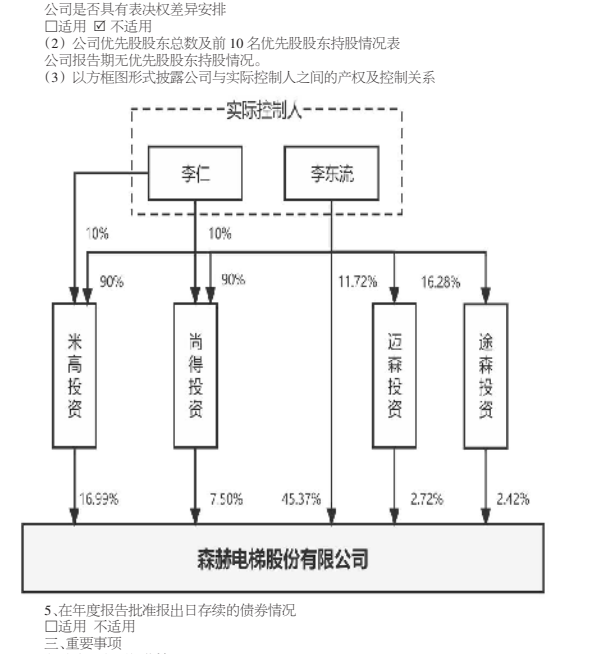 公司是否具有表决权差异安排
□适用 ☑ 不适用
（2）公司优先股股东总数及前 10 名优先股股东持股情况表
公司报告期无优先股股东持股情况。
（3）以方框图形式披露公司与实际控制人之间的产权及控制关系
实际控制人
李仁
李东流
10%
10%
90%
90%
11.72%
16.28%
米高投资
尚得投资
迈森投资
途森投资
16.99%
7.50%
45.37%
2.72%
2.42%
森赫电梯股份有限公司
5、在年度报告批准报出日存续的债券情况
□适用 不适用
三、重要事项